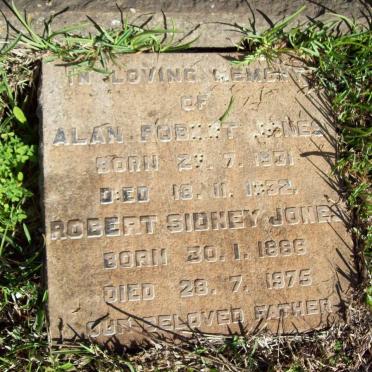 IN LOVING MEMORY
OF
ALAN ROBERT JONES
BORN 7. 1931
DIED 18. 11. 1932.
ROBERT SIDNEY JONES
BORN 30. 1. 1888
DIED 28. 7. 1975
OUR BELOVED FATHER